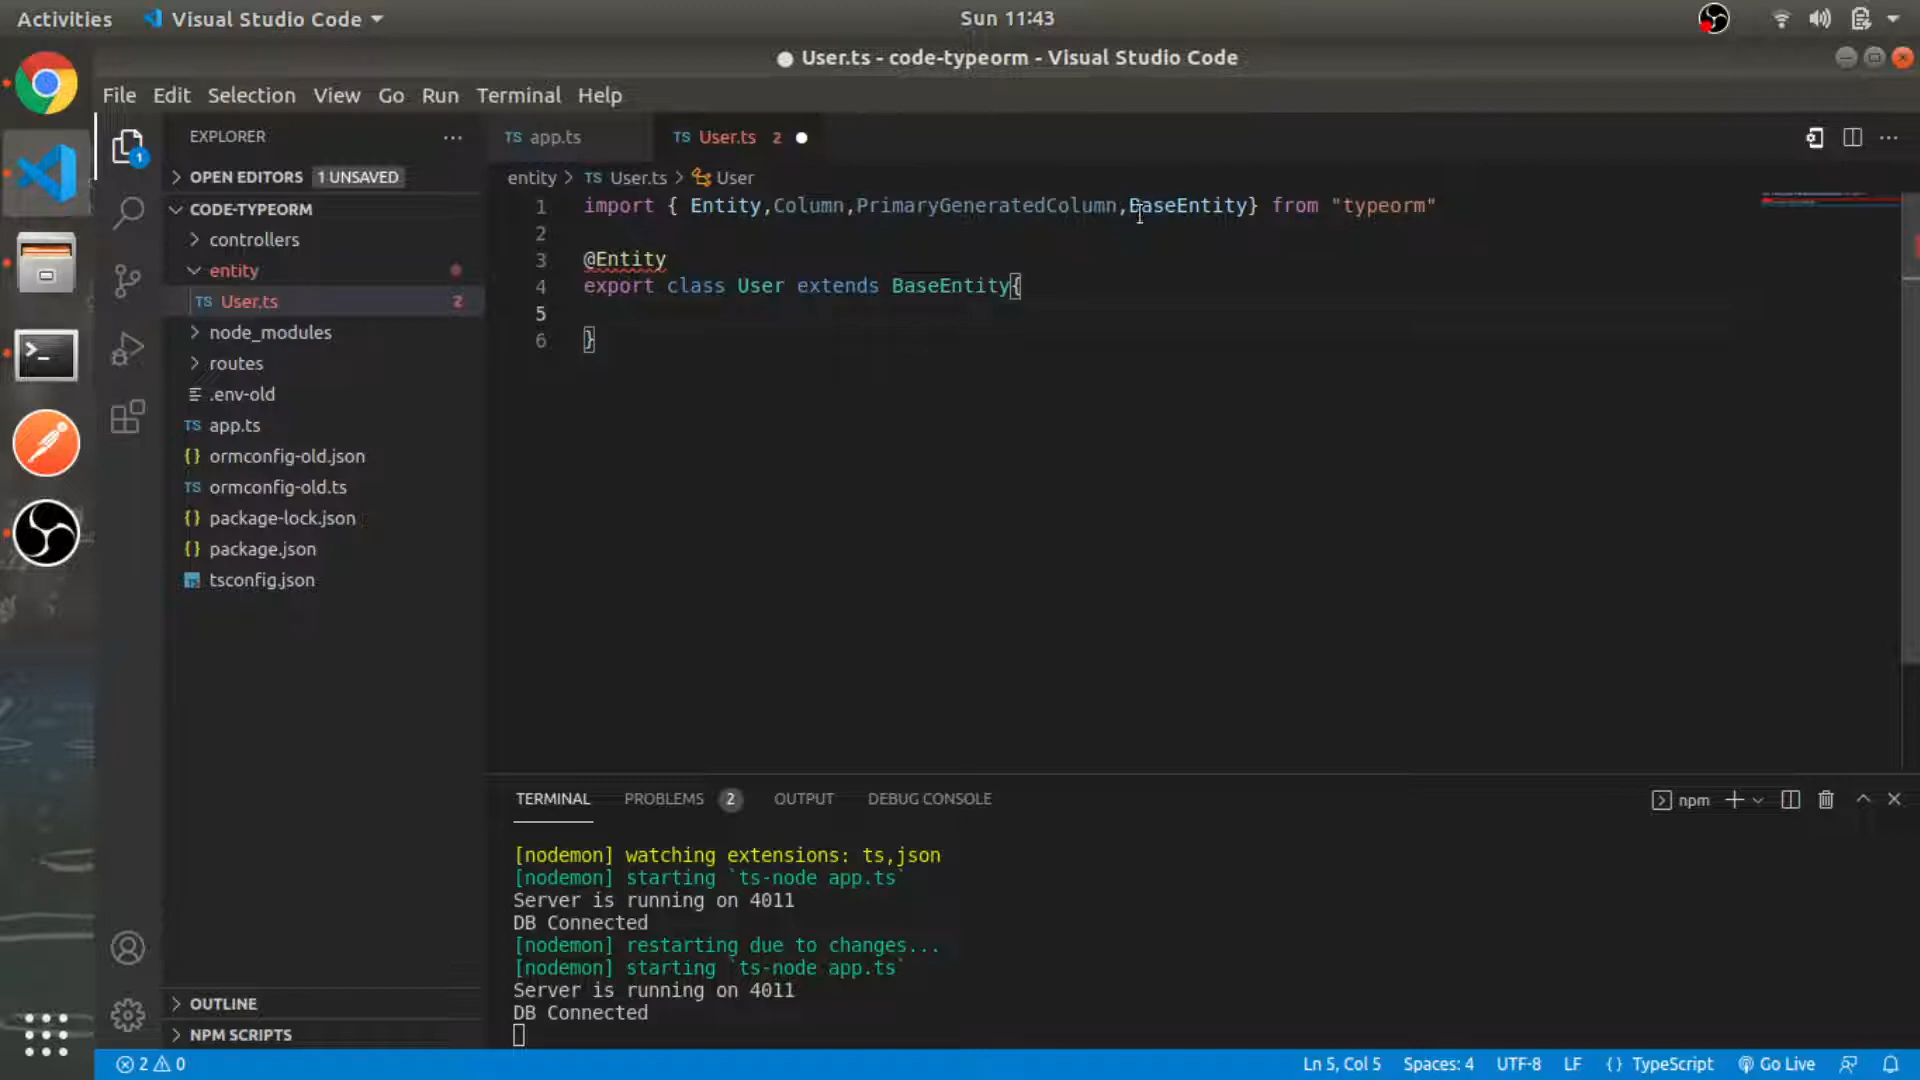 Activities
Visual Studio Code
Sun 11:43
● User.ts - code-typeorm - Visual Studio Code
File Edit Selection View Go Run Terminal Help
EXPLORER
OPEN EDITORS 1 UNSAVED
CODE-TYPEORM
controllers
entity
TS User.ts 2
node_modules
routes
.env-old
TS app.ts
{} ormconfig-old.json
TS ormconfig-old.ts
{} package-lock.json
{} package.json
tsconfig.json
OUTLINE
NPM SCRIPTS
TS app.ts
TS User.ts 2
entity > TS User.ts > User
1 import { Entity,Column,PrimaryGeneratedColumn,BaseEntity} from "typeorm"
2
3 @Entity
4 export class User extends BaseEntity{
5
6 }
TERMINAL PROBLEMS 2 OUTPUT DEBUG CONSOLE
npm
[nodemon] watching extensions: ts,json
[nodemon] starting `ts-node app.ts`
Server is running on 4011
DB Connected
[nodemon] restarting due to changes...
[nodemon] starting `ts-node app.ts`
Server is running on 4011
DB Connected
2 0
Ln 5, Col 5 Spaces: 4 UTF-8 LF {} TypeScript Go Live